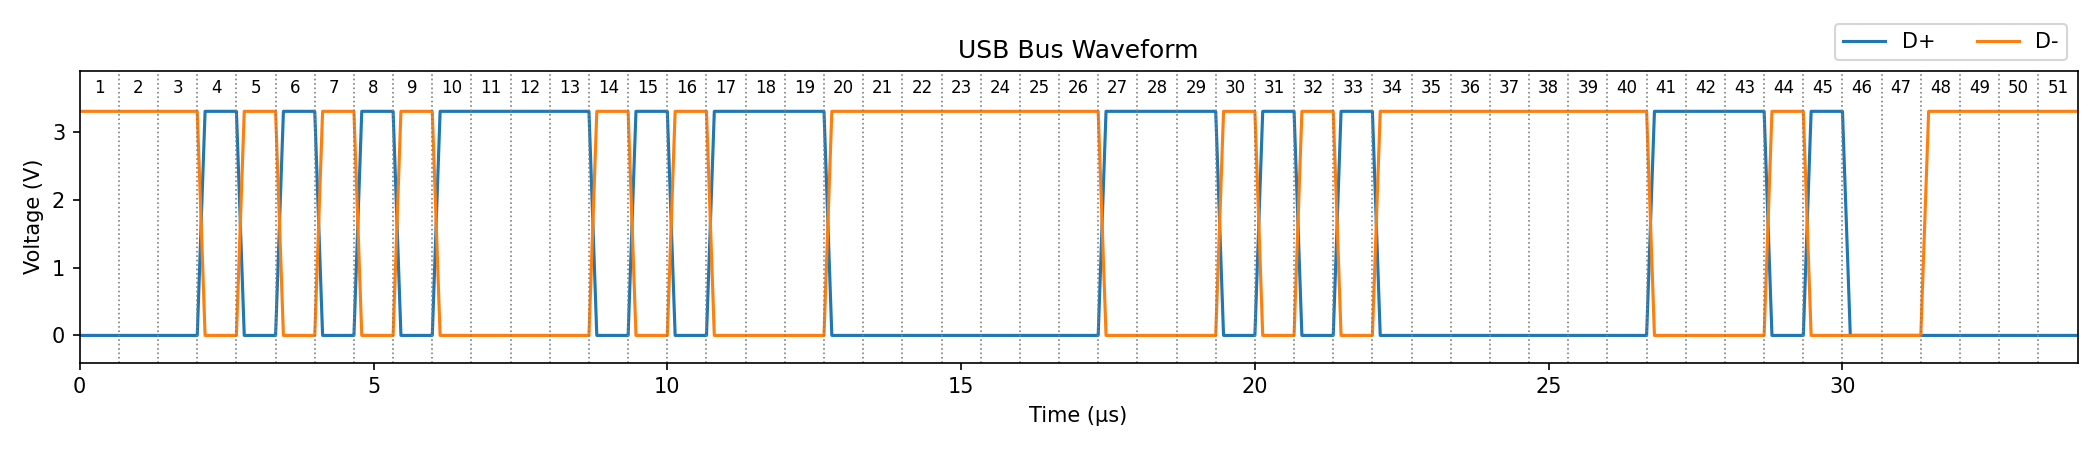 USB Bus Waveform
D+ D-
1 2 3 4 5 6 7 8 9 10 11 12 13 14 15 16 17 18 19 20 21 22 23 24 25 26 27 28 29 30 31 32 33 34 35 36 37 38 39 40 41 42 43 44 45 46 47 48 49 50 51
Voltage (V)
3
2
1
0
0 5 10 15 20 25 30
Time (µs)